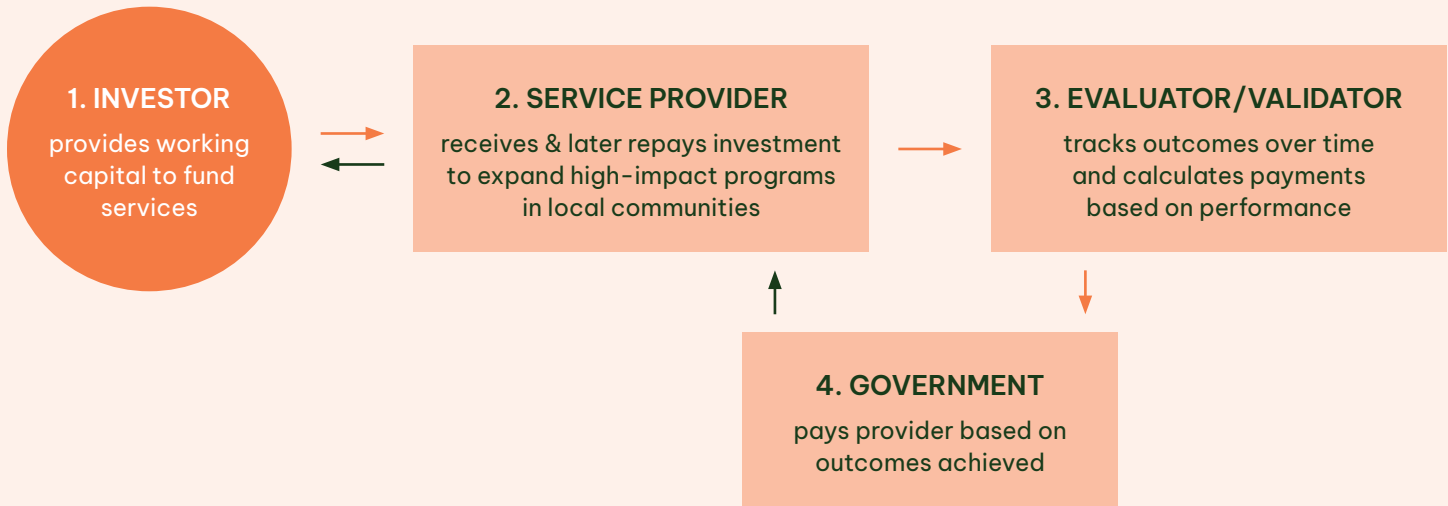 1. INVESTOR
provides working
capital to fund
services
2. SERVICE PROVIDER
receives & later repays investment
to expand high-impact programs
in local communities
3. EVALUATOR/VALIDATOR
tracks outcomes over time
and calculates payments
based on performance
4. GOVERNMENT
pays provider based on
outcomes achieved